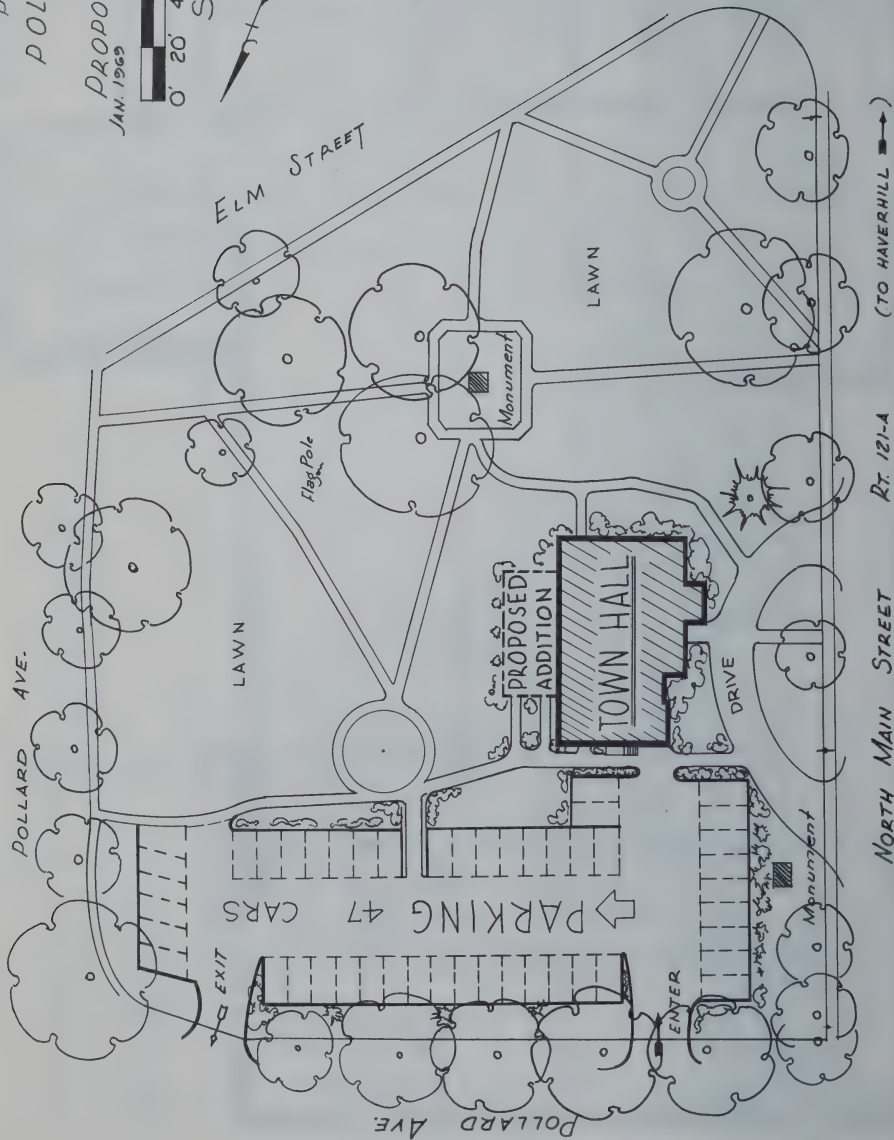 POL
PROPO
JAN. 1969
0' 20' 4
S
POLLARD AVE.
ELM STREET
LAWN
Flag Pole
LAWN
Monument
PROPOSED
ADDITION
TOWN HALL
DRIVE
PARKING 47 CARS
EXIT
ENTER
Monument
POLLARD AVE.
NORTH MAIN STREET RT. 121-A (TO HAVERHILL →)